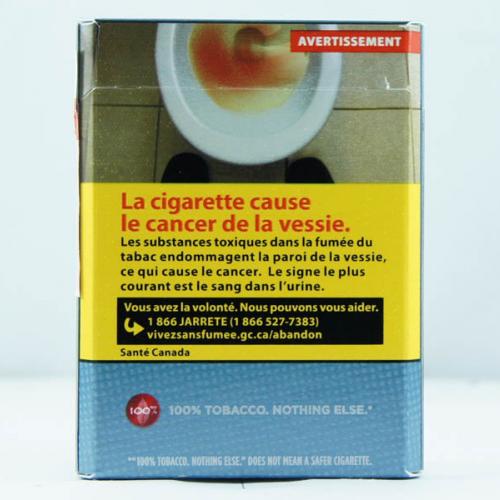 AVERTISSEMENT
La cigarette cause
le cancer de la vessie.
Les substances toxiques dans la fumée du
tabac endommagent la paroi de la vessie,
ce qui cause le cancer. Le signe le plus
courant est le sang dans l'urine.
Vous avez la volonté. Nous pouvons vous aider.
1 866 JARRETE (1 866 527-7383)
vivezsansfumee.gc.ca/abandon
Santé Canada
100% 100% TOBACCO. NOTHING ELSE.*
*"100% TOBACCO. NOTHING ELSE." DOES NOT MEAN A SAFER CIGARETTE.